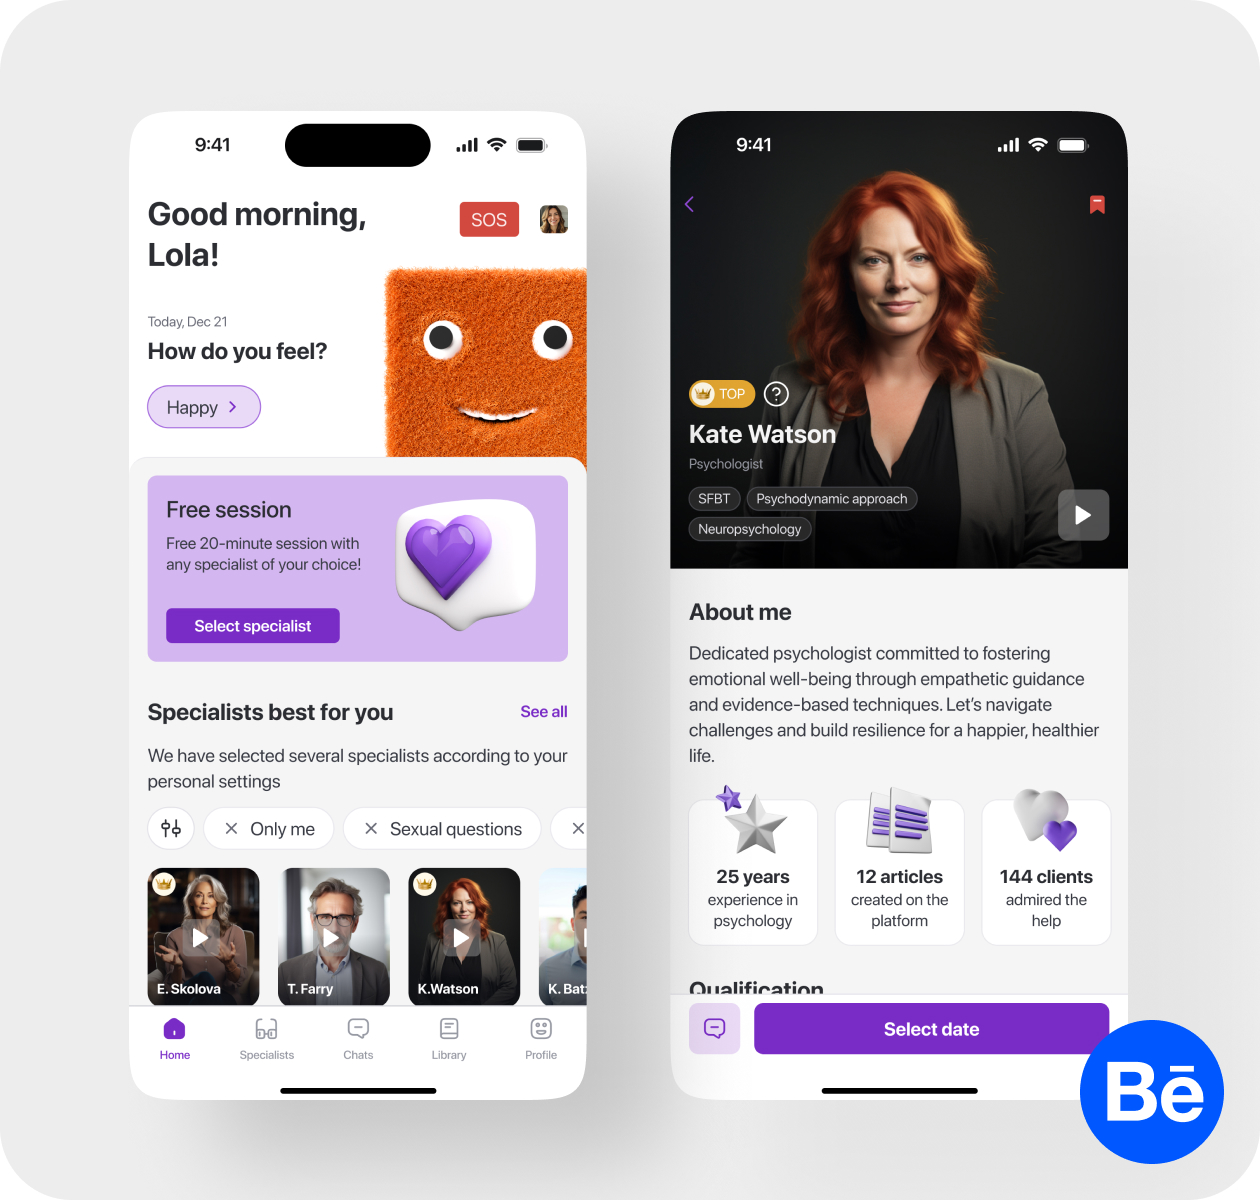 9:41
Good morning,
Lola!
SOS
Today, Dec 21
How do you feel?
Happy
Free session
Free 20-minute session with
any specialist of your choice!
Select specialist
Specialists best for you
See all
We have selected several specialists according to your
personal settings
Only me
Sexual questions
E. Skolova
T. Farry
K.Watson
K. Bat
Home
Specialists
Chats
Library
Profile
9:41
TOP
Kate Watson
Psychologist
SFBT
Psychodynamic approach
Neuropsychology
About me
Dedicated psychologist committed to fostering
emotional well-being through empathetic guidance
and evidence-based techniques. Let's navigate
challenges and build resilience for a happier, healthier
life.
25 years
experience in
psychology
12 articles
created on the
platform
144 clients
admired the
help
Qualification
Select date
Bē